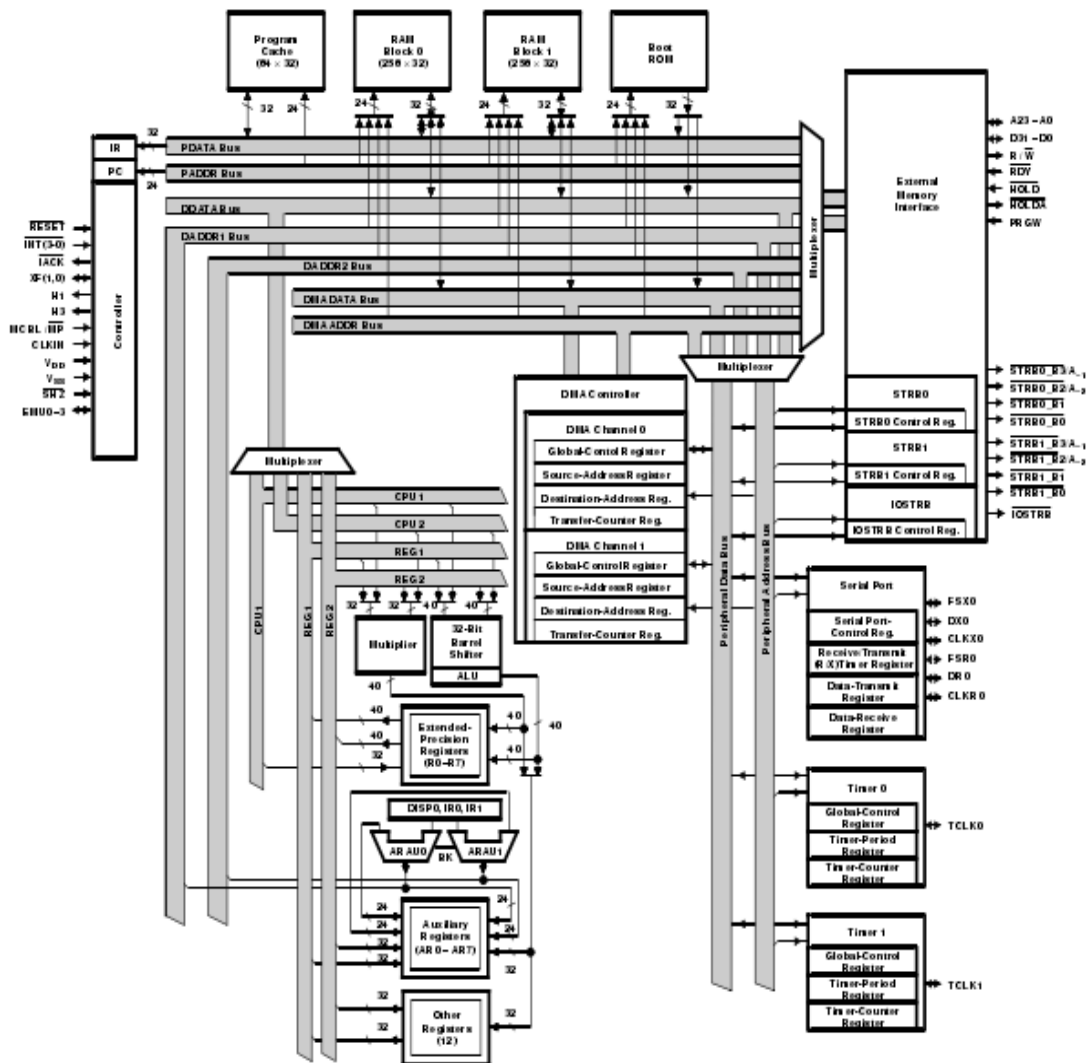 Program
Cache
(64 × 32)
RAM
Block 0
(256 × 32)
RAM
Block 1
(256 × 32)
Boot
ROM
32
24
24
32
24
32
24
32
32
IR
PDATA Bus
PC
PADDR Bus
24
DDATA Bus
DADDR1 Bus
DADDR2 Bus
DMADATA Bus
DMAADDR Bus
Multiplexer
External
Memory
Interface
A23–A0
D31–D0
R/W
RDY
HOLD
HOLDA
PRGW
RESET
INT(3-0)
IACK
XF(1,0)
H1
H3
MCBL/MP
CLKIN
VDD
VSS
SHZ
EMU0–3
Controller
Multiplexer
DMA Controller
DMA Channel 0
Global-Contol Register
Source-Address Register
Destination-Address Reg.
Transfer-Counter Reg.
DMA Channel 1
Global-Control Register
Source-Address Register
Destination-Address Reg.
Transfer-Counter Reg.
Peripheral Data Bus
Peripheral Address Bus
STRB0
STRB0 Control Reg.
STRB1
STRB1 Control Reg.
IOSTRB
IOSTRB Control Reg.
STRB0_B3/A–1
STRB0_B2/A–2
STRB0_B1
STRB0_B0
STRB1_B3/A–1
STRB1_B2/A–2
STRB1_B1
STRB1_B0
IOSTRB
Multiplexer
CPU1
CPU2
REG1
REG2
CPU1
REG1
REG2
32
32
40
40
Multiplier
32-Bit
Barrel
Shifter
ALU
40
40
40
40
32
Extended-
Precision
Registers
(R0–R7)
40
40
40
DISP0, IR0, IR1
ARAU0
BK
ARAU1
24
24
32
32
Auxiliary
Registers
(AR0–AR7)
24
24
32
32
32
Other
Registers
(12)
32
Serial Port
Serial Port-
Control Reg.
Receive/Transmit
(R/X)Timer Register
Data-Transmit
Register
Data-Receive
Register
FSX0
DX0
CLKX0
FSR0
DR0
CLKR0
Timer 0
Global-Control
Register
Timer-Period
Register
Timer-Counter
Register
TCLK0
Timer 1
Global-Control
Register
Timer-Period
Register
Timer-Counter
Register
TCLK1